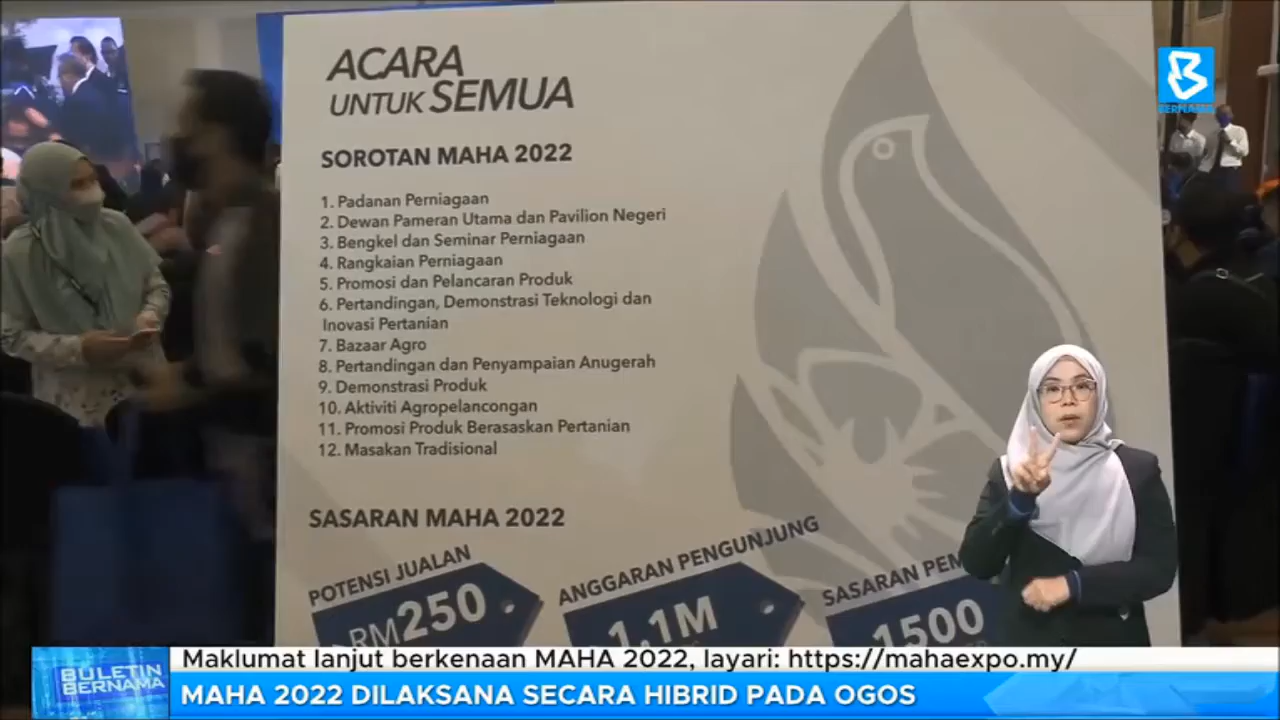 ACARA
UNTUK SEMUA
SOROTAN MAHA 2022
1. Padanan Perniagaan
2. Dewan Pameran Utama dan Pavilion Negeri
3. Bengkel dan Seminar Perniagaan
4. Rangkaian Perniagaan
5. Promosi dan Pelancaran Produk
6. Pertandingan, Demonstrasi Teknologi dan
Inovasi Pertanian
7. Bazaar Agro
8. Pertandingan dan Penyampaian Anugerah
9. Demonstrasi Produk
10. Aktiviti Agropelancongan
11. Promosi Produk Berasaskan Pertanian
12. Masakan Tradisional
SASARAN MAHA 2022
POTENSI JUALAN
RM250
ANGGARAN PENGUNJUNG
1.1M
SASARAN
1500
BERNAMA
Maklumat lanjut berkenaan MAHA 2022, layari: https://mahaexpo.my/
BULETIN
BERNAMA
MAHA 2022 DILAKSANA SECARA HIBRID PADA OGOS